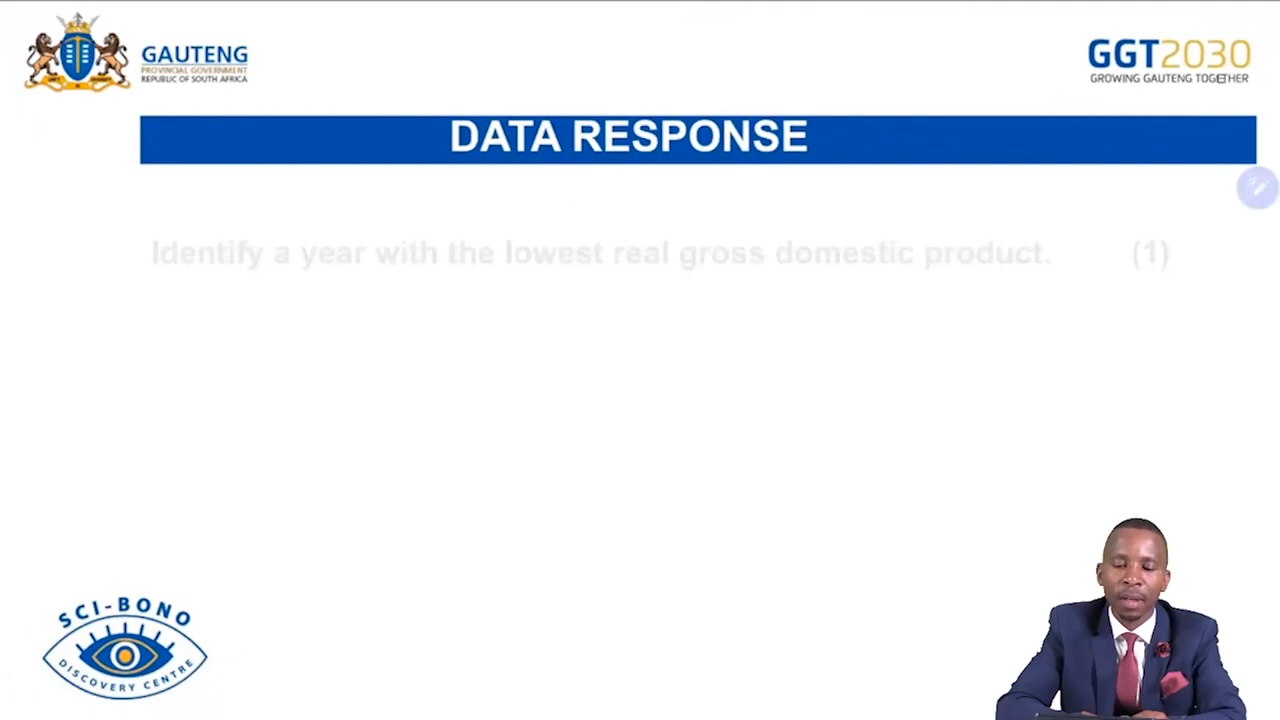 GAUTENG
PROVINCIAL GOVERNMENT
REPUBLIC OF SOUTH AFRICA
GGT2030
GROWING GAUTENG TOGETHER
DATA RESPONSE
Identify a year with the lowest real gross domestic product. (1)
SCI-BONO
DISCOVERY CENTRE